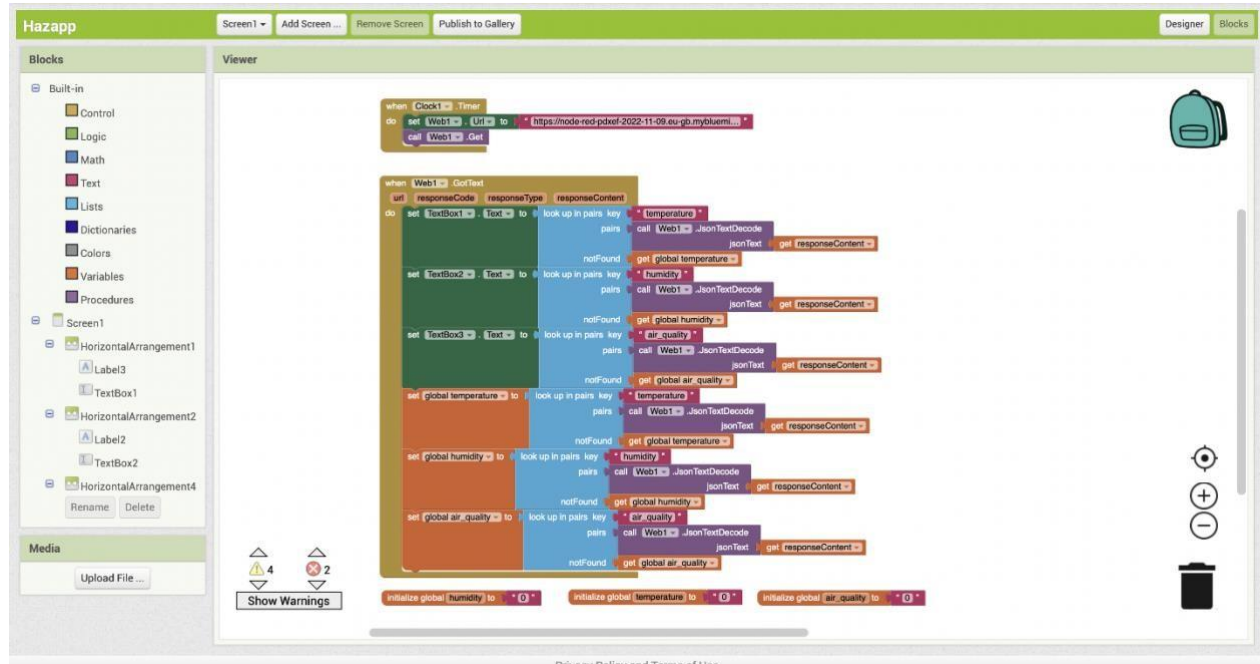 Hazapp
Screen1 Add Screen ... Remove Screen Publish to Gallery Designer Blocks
Blocks
Built-in
Control
Logic
Math
Text
Lists
Dictionaries
Colors
Variables
Procedures
Screen1
HorizontalArrangement1
Label3
TextBox1
HorizontalArrangement2
Label2
TextBox2
HorizontalArrangement4
Rename Delete
Media
Upload File ...
Viewer
when Clock1 .Timer
do set Web1 . Url to " https://node-red-pdxef-2022-11-09.eu-gb.mybluemi... "
call Web1 .Get
when Web1 .GotText
url responseCode responseType responseContent
do set TextBox1 . Text to look up in pairs key " temperature "
pairs call Web1 .JsonTextDecode
jsonText get responseContent
notFound get global temperature
set TextBox2 . Text to look up in pairs key " humidity "
pairs call Web1 .JsonTextDecode
jsonText get responseContent
notFound get global humidity
set TextBox3 . Text to look up in pairs key " air_quality "
pairs call Web1 .JsonTextDecode
jsonText get responseContent
notFound get global air_quality
set global temperature to look up in pairs key " temperature "
pairs call Web1 .JsonTextDecode
jsonText get responseContent
notFound get global temperature
set global humidity to look up in pairs key " humidity "
pairs call Web1 .JsonTextDecode
jsonText get responseContent
notFound get global humidity
set global air_quality to look up in pairs key " air_quality "
pairs call Web1 .JsonTextDecode
jsonText get responseContent
notFound get global air_quality
initialize global humidity to " 0 " initialize global temperature to " 0 " initialize global air_quality to " 0 "
4 2
Show Warnings